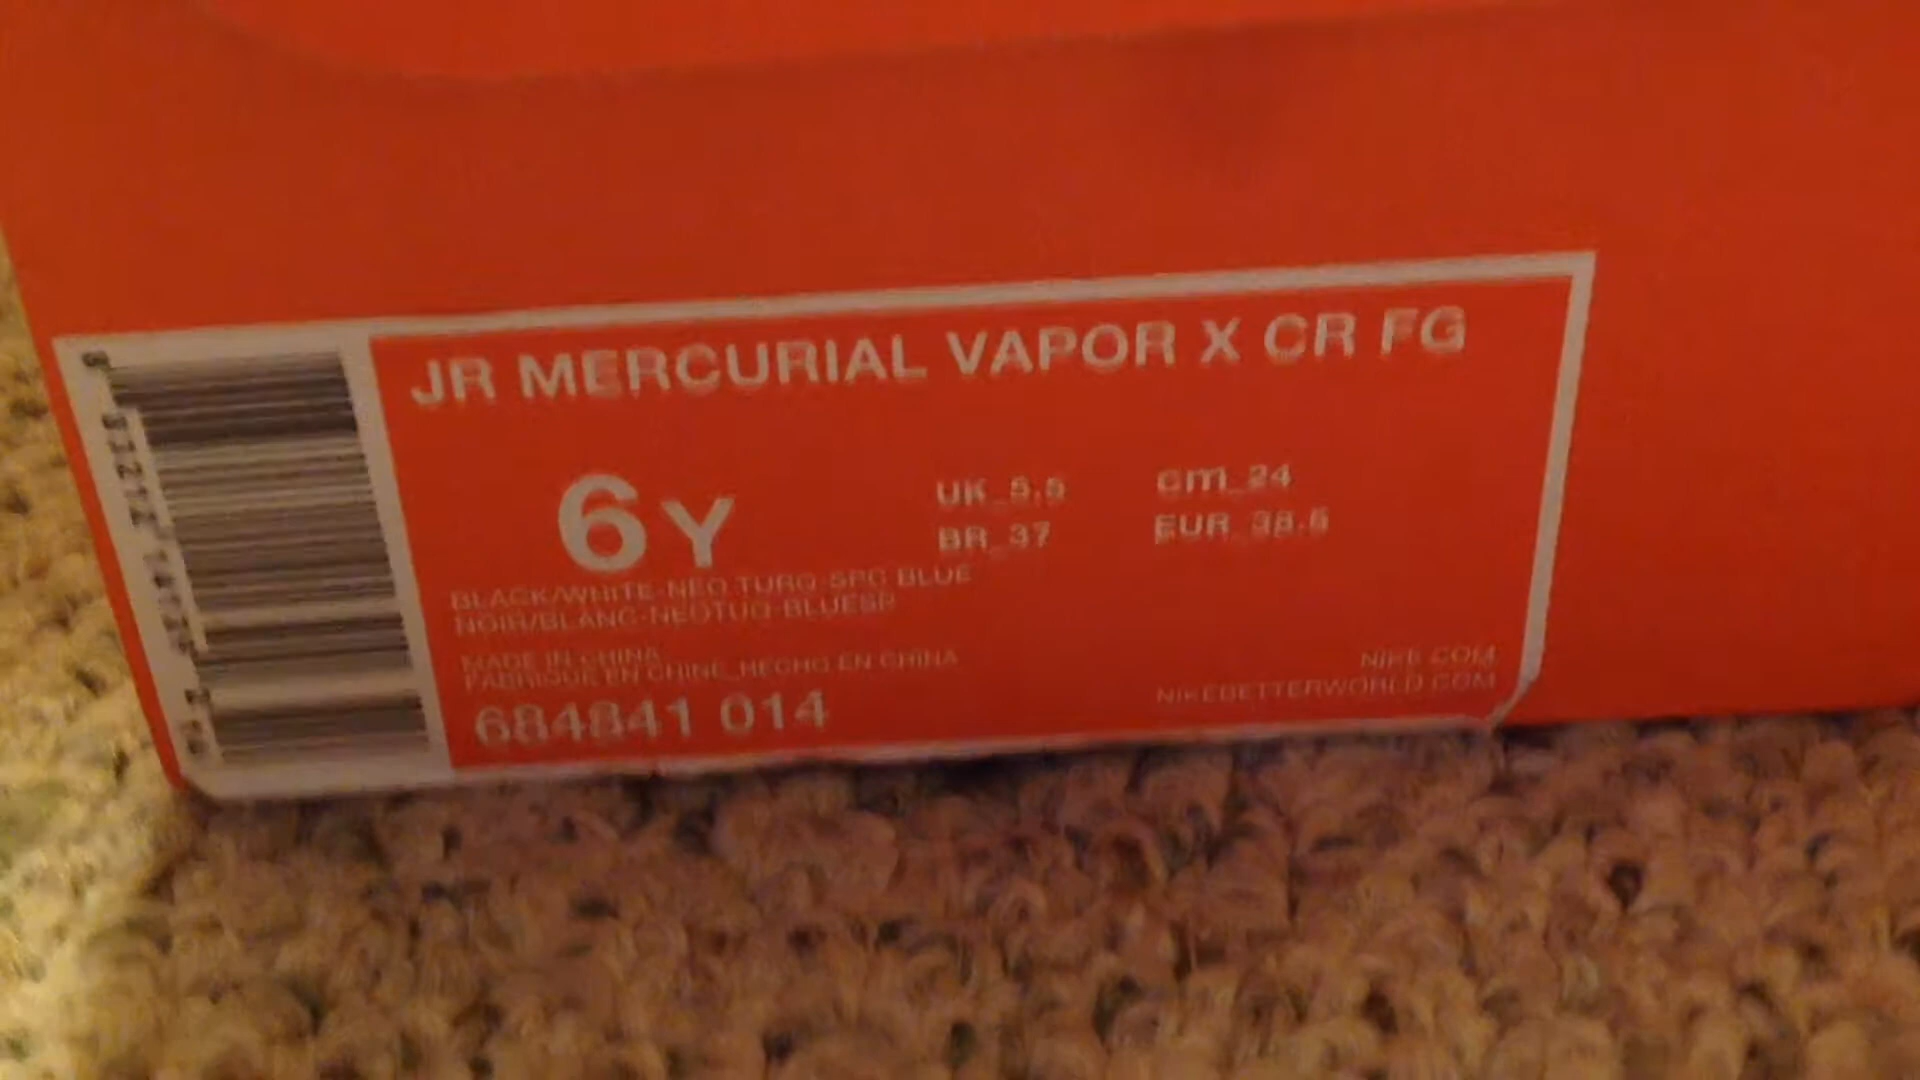 JR MERCURIAL VAPOR X CR FG
6Y
UK 5.5
cm 24
BR 37
EUR 38.5
BLACK/WHITE-NEO TURQ-SPC BLUE
NOIR/BLANC-NEOTUQ-BLUESP
MADE IN CHINA
FABRIQUE EN CHINE HECHO EN CHINA
684841 014
NIKE.COM
NIKEBETTERWORLD.COM